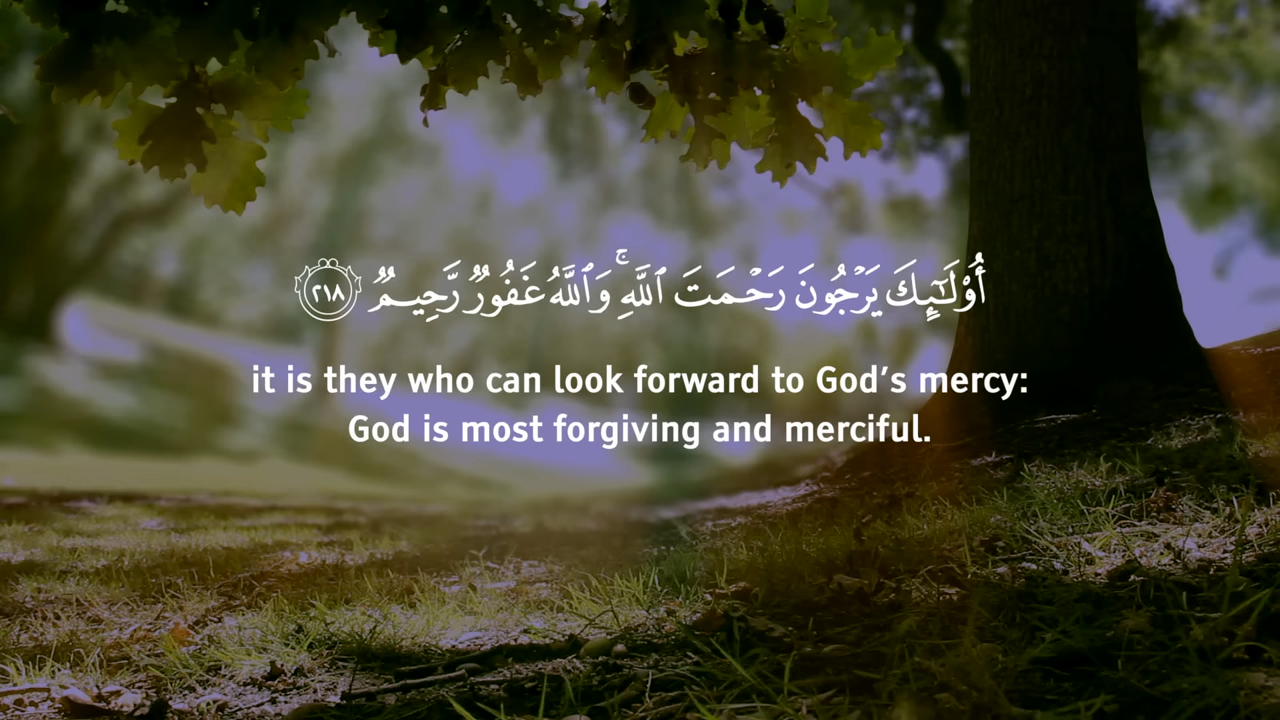 أُوْلَـٰٓئِكَ يَرۡجُونَ رَحۡمَتَ ٱللَّهِۚ وَٱللَّهُ غَفُورٞ رَّحِيمٞ ٢١٨
it is they who can look forward to God’s mercy:
God is most forgiving and merciful.